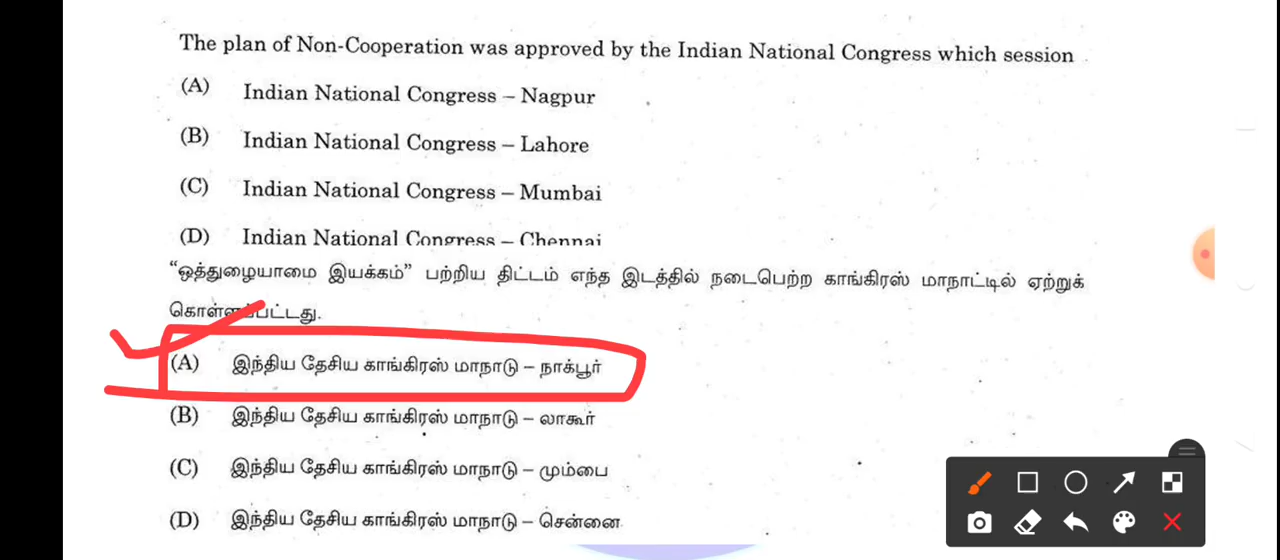 The plan of Non-Cooperation was approved by the Indian National Congress which session
(A) Indian National Congress – Nagpur
(B) Indian National Congress – Lahore
(C) Indian National Congress – Mumbai
(D) Indian National Congress – Chennai
“ஒத்துழையாமை இயக்கம்” பற்றிய திட்டம் எந்த இடத்தில் நடைபெற்ற காங்கிரஸ் மாநாட்டில் ஏற்றுக்
கொள்ளப்பட்டது.
(A) இந்திய தேசிய காங்கிரஸ் மாநாடு – நாக்பூர்
(B) இந்திய தேசிய காங்கிரஸ் மாநாடு – லாகூர்
(C) இந்திய தேசிய காங்கிரஸ் மாநாடு – மும்பை
(D) இந்திய தேசிய காங்கிரஸ் மாநாடு – சென்னை